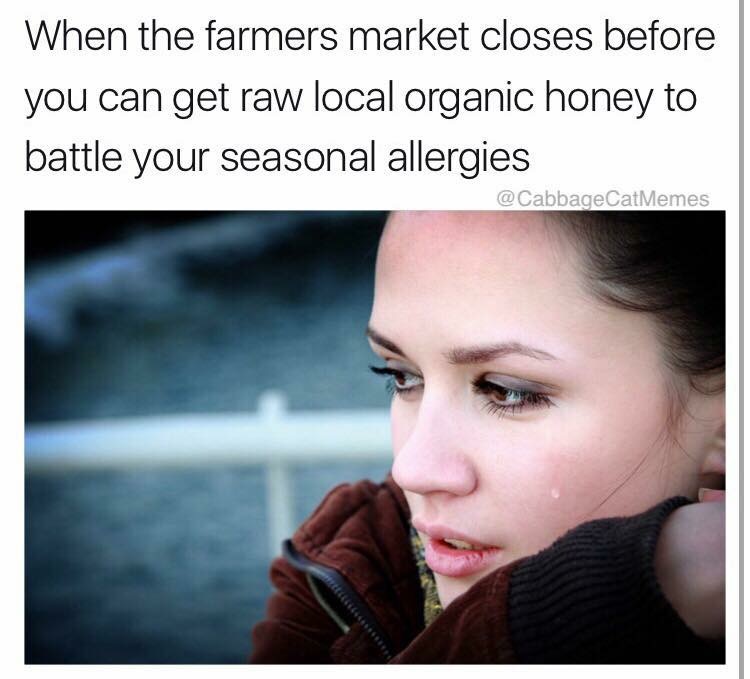 When the farmers market closes before
you can get raw local organic honey to
battle your seasonal allergies
@CabbageCatMemes